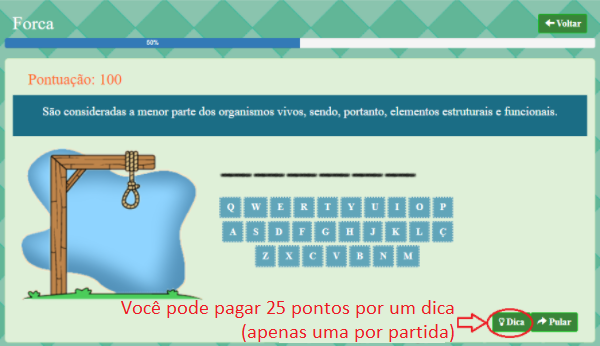 Forca
Voltar
50%
Pontuação: 100
São consideradas a menor parte dos organismos vivos, sendo, portanto, elementos estruturais e funcionais.
Q W E R T Y U I O P
A S D F G H J K L Ç
Z X C V B N M
Você pode pagar 25 pontos por um dica
(apenas uma por partida)
Dica
Pular